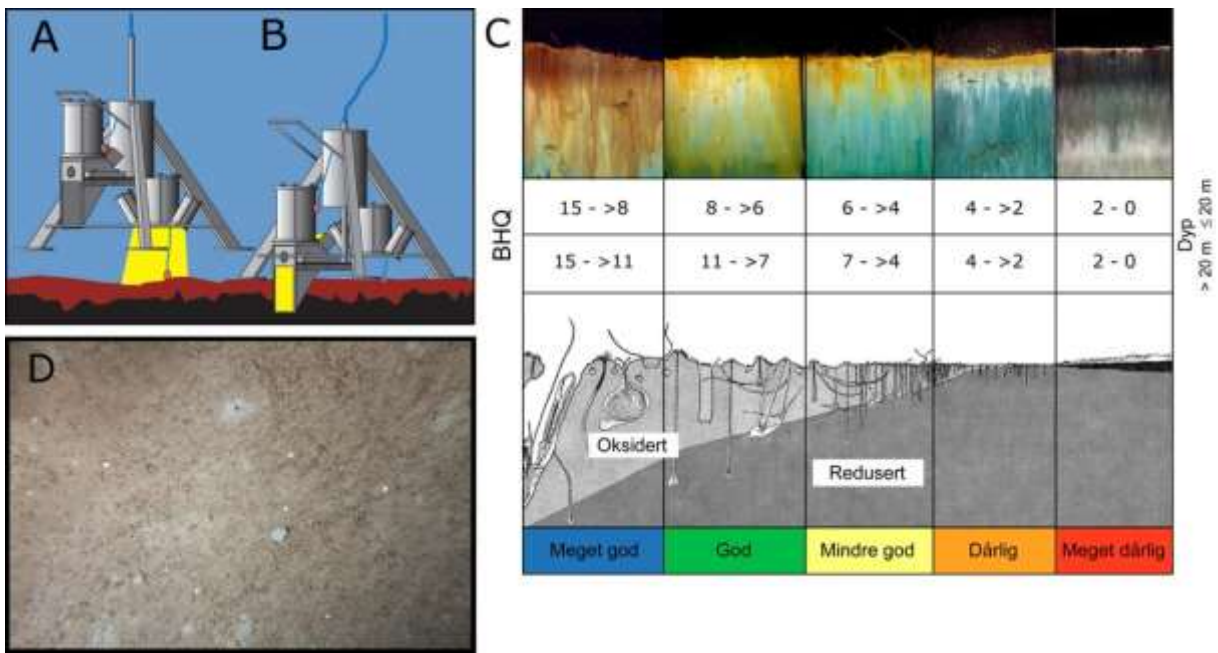 A
B
C
D
BHQ
15 - >8
8 - >6
6 - >4
4 - >2
2 - 0
15 - >11
11 - >7
7 - >4
4 - >2
2 - 0
Dyp
> 20 m ≤ 20 m
Oksidert
Redusert
Meget god
God
Mindre god
Dårlig
Meget dårlig